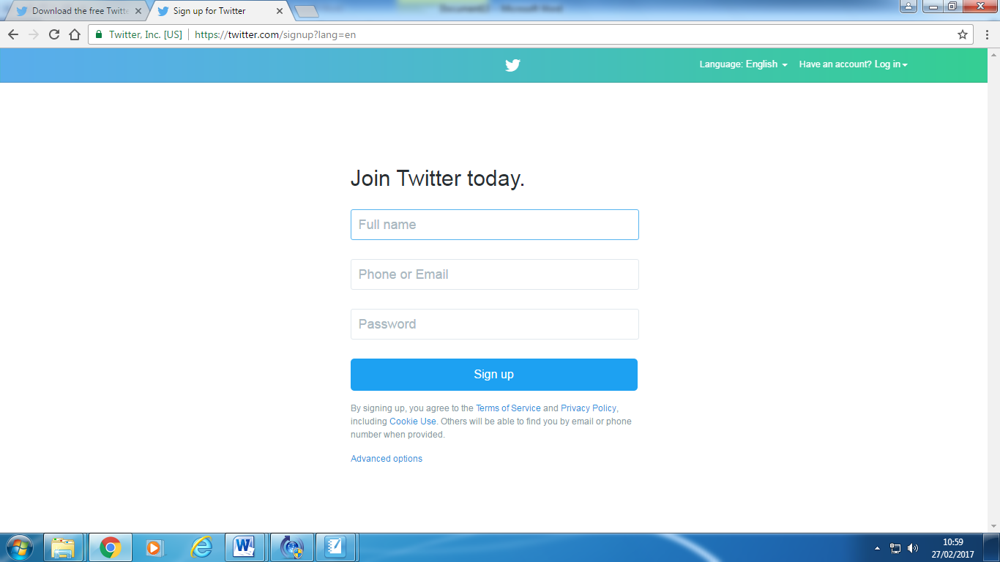 Download the free Twitte
Sign up for Twitter
Twitter, Inc. [US]
https://twitter.com/signup?lang=en
Language: English
Have an account? Log in
Join Twitter today.
Full name
Phone or Email
Password
Sign up
By signing up, you agree to the Terms of Service and Privacy Policy,
including Cookie Use. Others will be able to find you by email or phone
number when provided.
Advanced options
10:59
27/02/2017